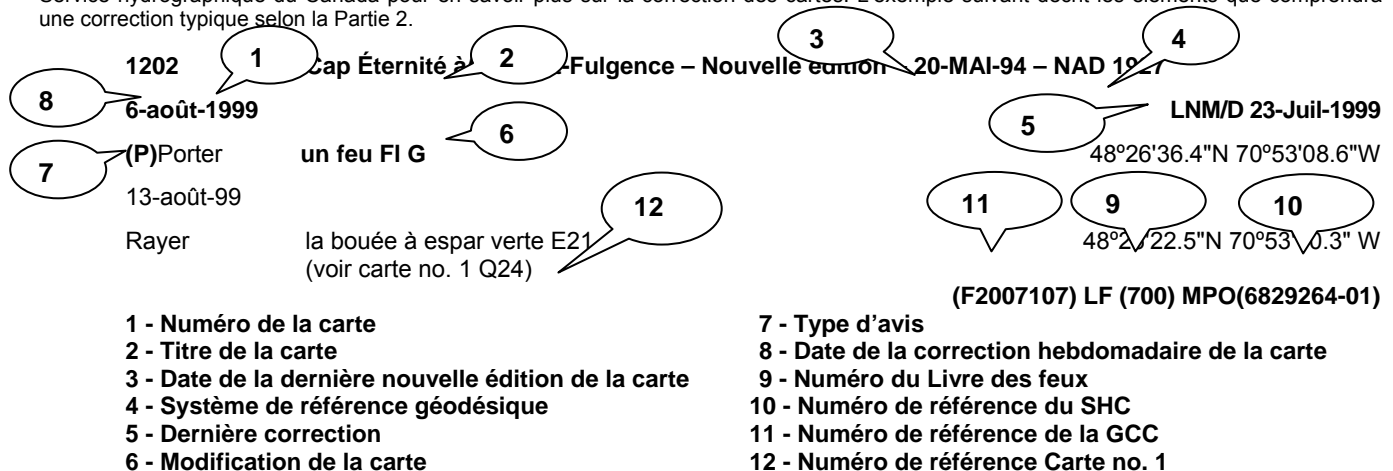 Service hydrographique du Canada pour en savoir plus sur la correction des cartes. L'exemple suivant décrit les éléments que comprendra
une correction typique selon la Partie 2.
1 2 3 4
1202 Cap Éternité à -Fulgence – Nouvelle édition – 20-MAI-94 – NAD 1927
8 6-août-1999 5 LNM/D 23-Juil-1999
6
7 (P)Porter un feu Fl G 48º26'36.4"N 70º53'08.6"W
13-août-99
12 11 9 10
Rayer la bouée à espar verte E21 48º2 '22.5"N 70º53' 0.3" W
(voir carte no. 1 Q24)
(F2007107) LF (700) MPO(6829264-01)
1 - Numéro de la carte 7 - Type d'avis
2 - Titre de la carte 8 - Date de la correction hebdomadaire de la carte
3 - Date de la dernière nouvelle édition de la carte 9 - Numéro du Livre des feux
4 - Système de référence géodésique 10 - Numéro de référence du SHC
5 - Dernière correction 11 - Numéro de référence de la GCC
6 - Modification de la carte 12 - Numéro de référence Carte no. 1